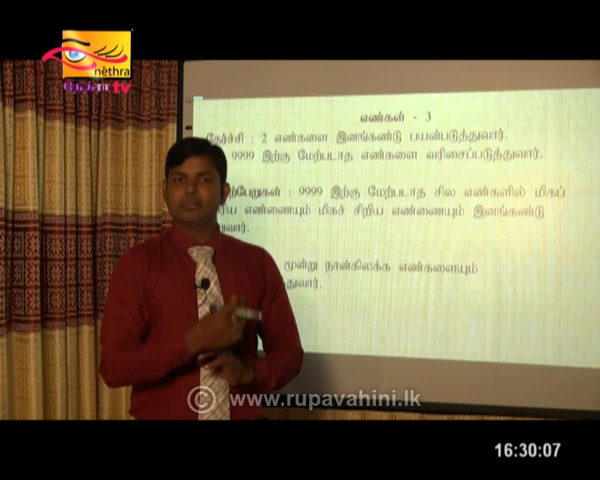 nethra
நேத்ரா tv
எண்கள் - 3
தேர்ச்சி : 2 எண்களை இனங்கண்டு பயன்படுத்துவார்.
9999 இற்கு மேற்படாத எண்களை வரிசைப்படுத்துவார்.
: 9999 இற்கு மேற்படாத சில எண்களில் மிகப்
எண்ணையும் மிகச் சிறிய எண்ணையும் இனங்கண்டு
மூன்று நான்கிலக்க எண்களையும்
© www.rupavahini.lk
16:30:07